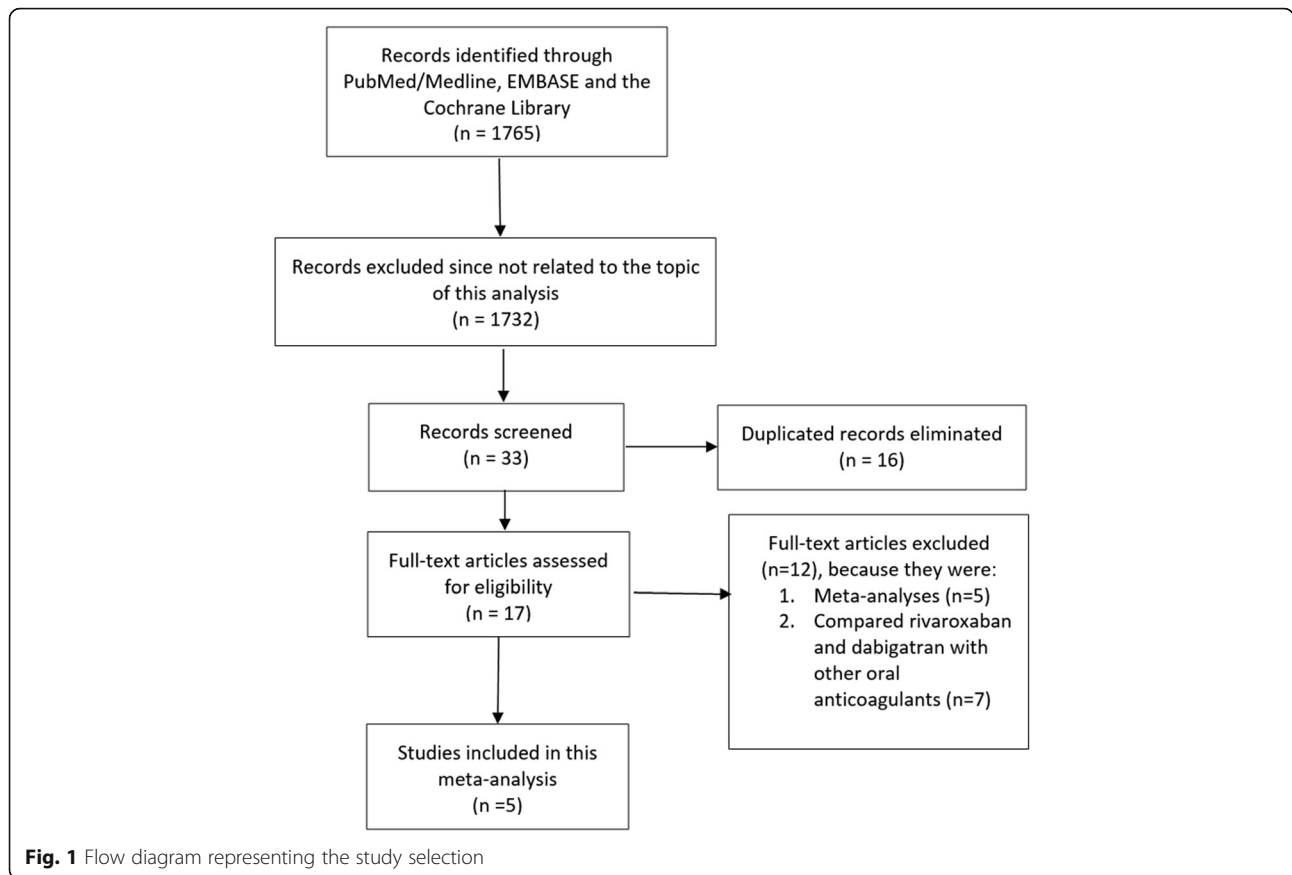 Records identified through
PubMed/Medline, EMBASE and the
Cochrane Library
(n = 1765)
Records excluded since not related to the topic
of this analysis
(n = 1732)
Records screened
(n = 33)
Duplicated records eliminated
(n = 16)
Full-text articles assessed
for eligibility
(n = 17)
Full-text articles excluded
(n=12), because they were:
1. Meta-analyses (n=5)
2. Compared rivaroxaban
and dabigatran with
other oral
anticoagulants (n=7)
Studies included in this
meta-analysis
(n =5)
Fig. 1 Flow diagram representing the study selection